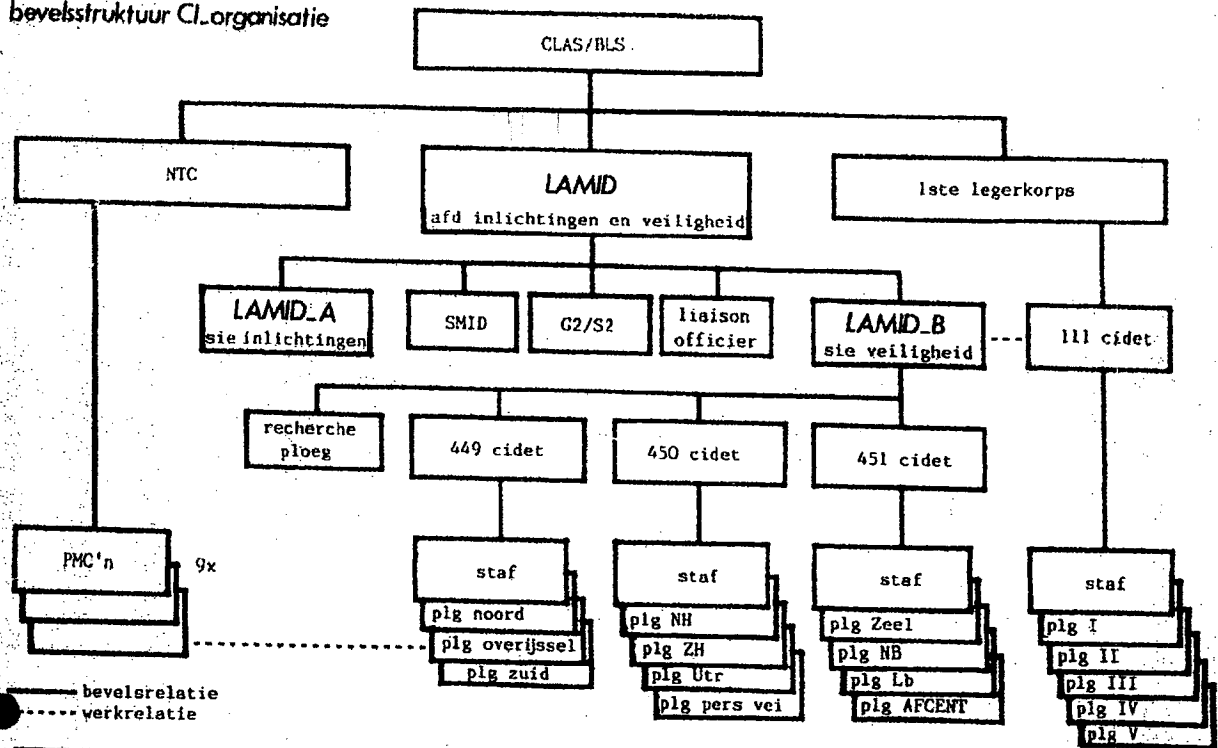 bevelsstruktuur CI_organisatie
CLAS/BLS
NTC
LAMID
afd inlichtingen en veiligheid
1ste legerkorps
LAMID_A
sie inlichtingen
SMID
G2/S2
liaison
officier
LAMID_B
sie veiligheid
111 cidet
recherche
ploeg
449 cidet
450 cidet
451 cidet
PMC'n
9x
staf
plg noord
plg overijssel
plg zuid
staf
plg NH
plg ZH
plg Utr
plg pers vei
staf
plg Zeel
plg NB
plg Lb
plg AFCENT
staf
plg I
plg II
plg III
plg IV
plg V
bevelsrelatie
werkrelatie